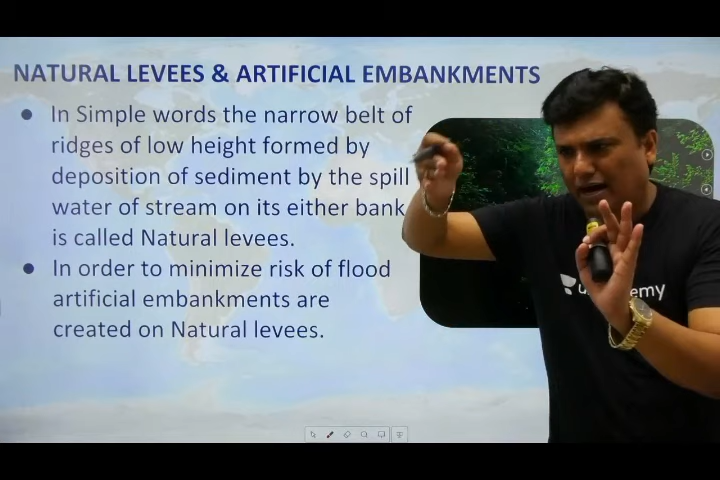 NATURAL LEVEES & ARTIFICIAL EMBANKMENTS
● In Simple words the narrow belt of
ridges of low height formed by
deposition of sediment by the spill
water of stream on its either bank
is called Natural levees.
● In order to minimize risk of flood
artificial embankments are
created on Natural levees.